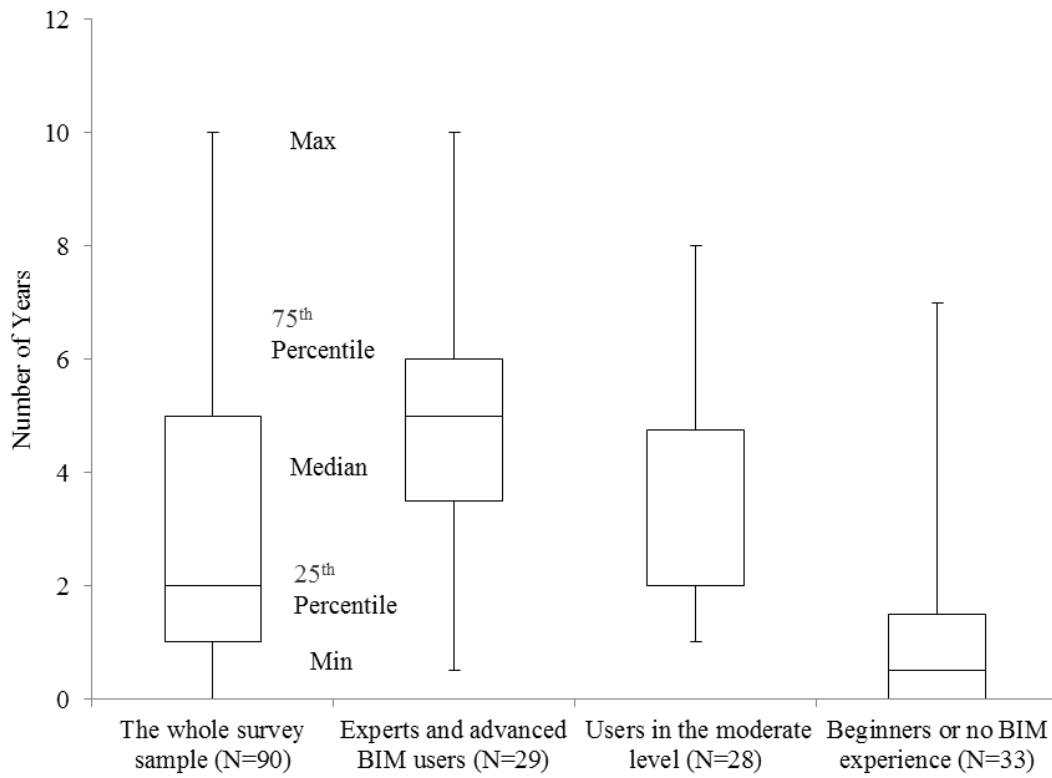 12
10
8
6
4
2
0
Number of Years
Max
75th
Percentile
Median
25th
Percentile
Min
The whole survey
sample (N=90)
Experts and advanced
BIM users (N=29)
Users in the moderate
level (N=28)
Beginners or no BIM
experience (N=33)